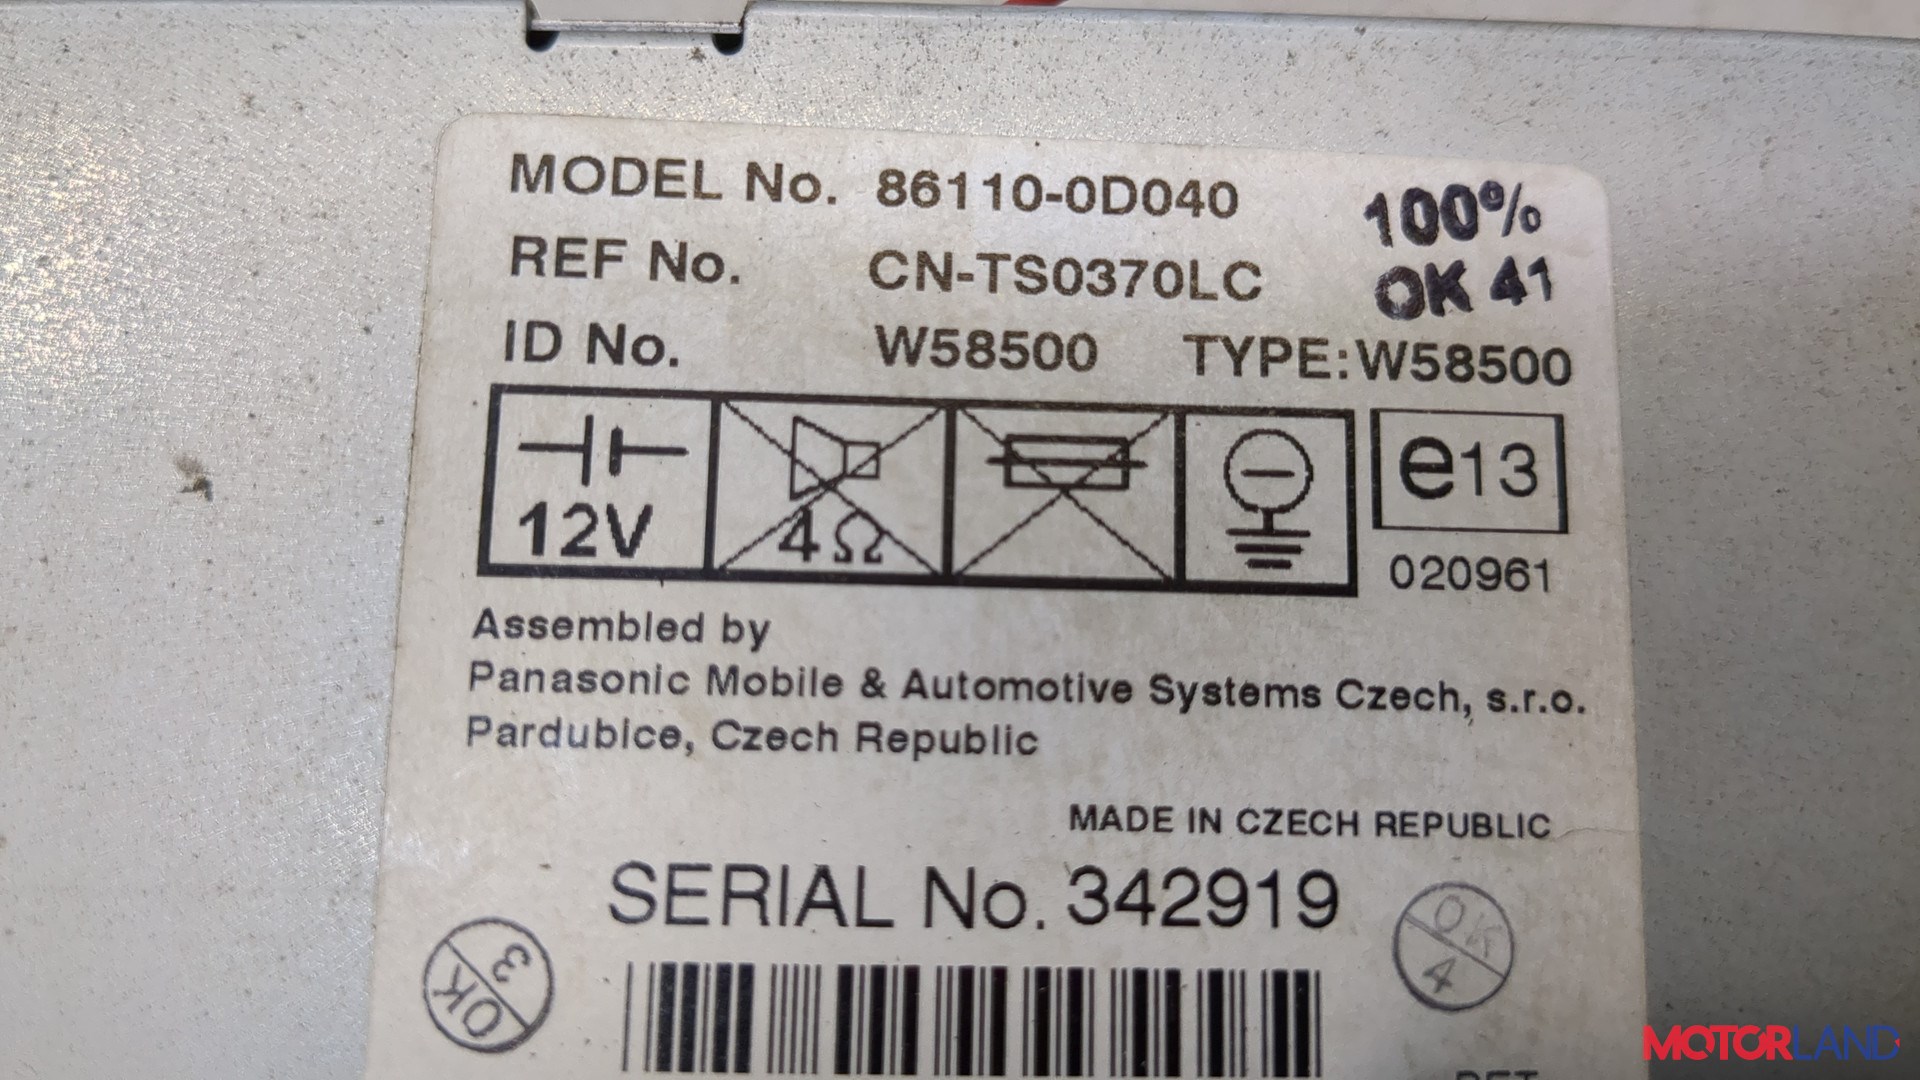 MODEL No. 86110-0D040
100%
REF No. CN-TS0370LC
OK 41
ID No. W58500 TYPE:W58500
12V
4Ω
e13
020961
Assembled by
Panasonic Mobile & Automotive Systems Czech, s.r.o.
Pardubice, Czech Republic
MADE IN CZECH REPUBLIC
SERIAL No. 342919
OK 3
OK 4
MOTORLAND